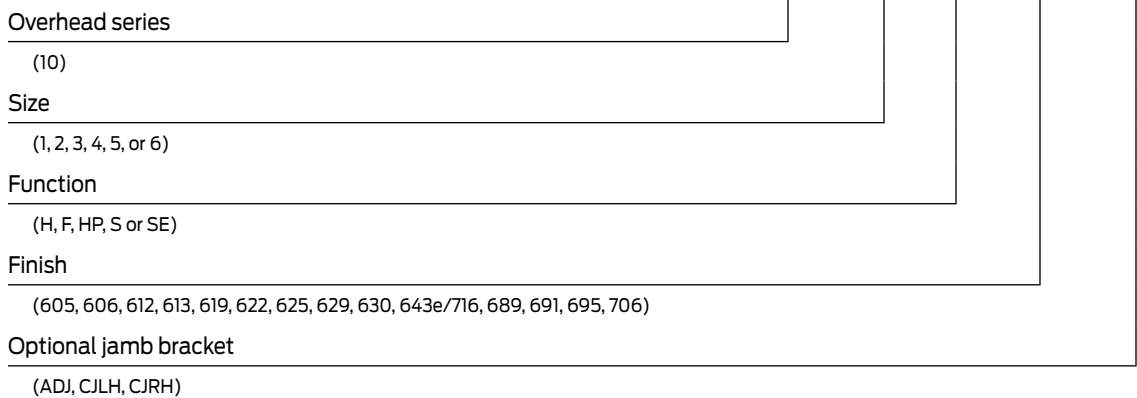 Overhead series
(10)
Size
(1, 2, 3, 4, 5, or 6)
Function
(H, F, HP, S or SE)
Finish
(605, 606, 612, 613, 619, 622, 625, 629, 630, 643e/716, 689, 691, 695, 706)
Optional jamb bracket
(ADJ, CJLH, CJRH)